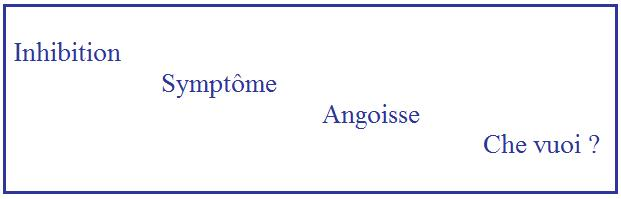 Inhibition
Symptôme
Angoisse
Che vuoi ?